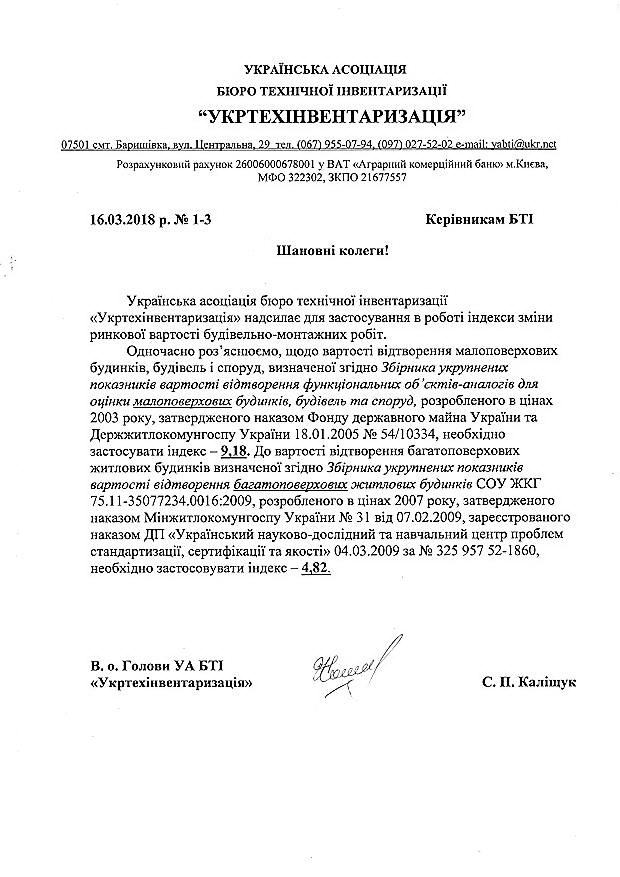 УКРАЇНСЬКА АСОЦІАЦІЯ
БЮРО ТЕХНІЧНОЇ ІНВЕНТАРИЗАЦІЇ
“УКРТЕХІНВЕНТАРИЗАЦІЯ”
07501 смт. Баришівка, вул. Центральна, 29 тел. (067) 955-07-94, (097) 027-52-02 e-mail: yabti@ukr.net
Розрахунковий рахунок 26006000678001 у ВАТ «Аграрний комерційний банк» м.Києва,
МФО 322302, ЗКПО 21677557
16.03.2018 р. № 1-3 Керівникам БТІ
Шановні колеги!
Українська асоціація бюро технічної інвентаризації
«Укртехінвентаризація» надсилає для застосування в роботі індекси зміни
ринкової вартості будівельно-монтажних робіт.
Одночасно роз’яснюємо, щодо вартості відтворення малоповерхових
будинків, будівель і споруд, визначеної згідно Збірника укрупнених
показників вартості відтворення функціональних об’єктів-аналогів для
оцінки малоповерхових будинків, будівель та споруд, розробленого в цінах
2003 року, затвердженого наказом Фонду державного майна України та
Держжитлокомунгоспу України 18.01.2005 № 54/10334, необхідно
застосувати індекс – 9,18. До вартості відтворення багатоповерхових
житлових будинків визначеної згідно Збірника укрупнених показників
вартості відтворення багатоповерхових житлових будинків СОУ ЖКГ
75.11-35077234.0016:2009, розробленого в цінах 2007 року, затвердженого
наказом Мінжитлокомунгоспу України № 31 від 07.02.2009, зареєстрованого
наказом ДП «Український науково-дослідний та навчальний центр проблем
стандартизації, сертифікації та якості» 04.03.2009 за № 325 957 52-1860,
необхідно застосовувати індекс – 4,82.
В. о. Голови УА БТІ
«Укртехінвентаризація» С. П. Каліщук